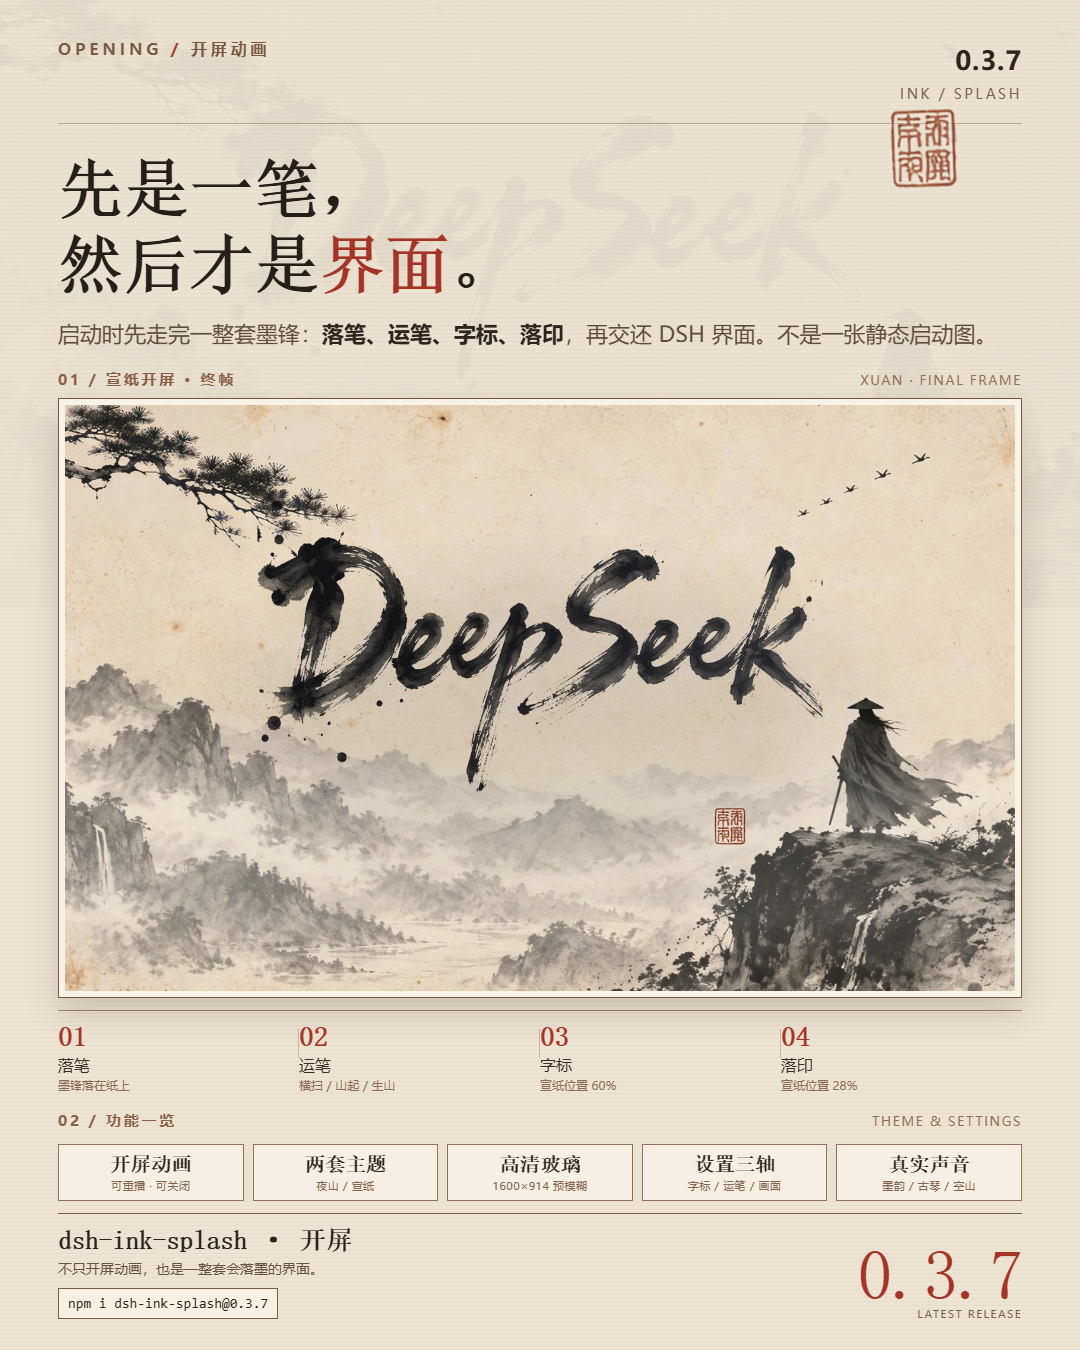 OPENING / 开屏动画
0.3.7
INK / SPLASH
先是一笔，
然后才是界面。
启动时先走完一整套墨锋：落笔、运笔、字标、落印，再交还 DSH 界面。不是一张静态启动图。
01 / 宣纸开屏 · 终帧
XUAN · FINAL FRAME
DeepSeek
01
落笔
墨锋落在纸上
02
运笔
横扫 / 山起 / 生山
03
字标
宣纸位置 60%
04
落印
宣纸位置 28%
02 / 功能一览
THEME & SETTINGS
开屏动画
可重播 · 可关闭
两套主题
夜山 / 宣纸
高清玻璃
1600×914 预模糊
设置三轴
字标 / 运笔 / 画面
真实声音
墨韵 / 古琴 / 空山
dsh-ink-splash · 开屏
不只开屏动画，也是一整套会落墨的界面。
npm i dsh-ink-splash@0.3.7
0.3.7
LATEST RELEASE